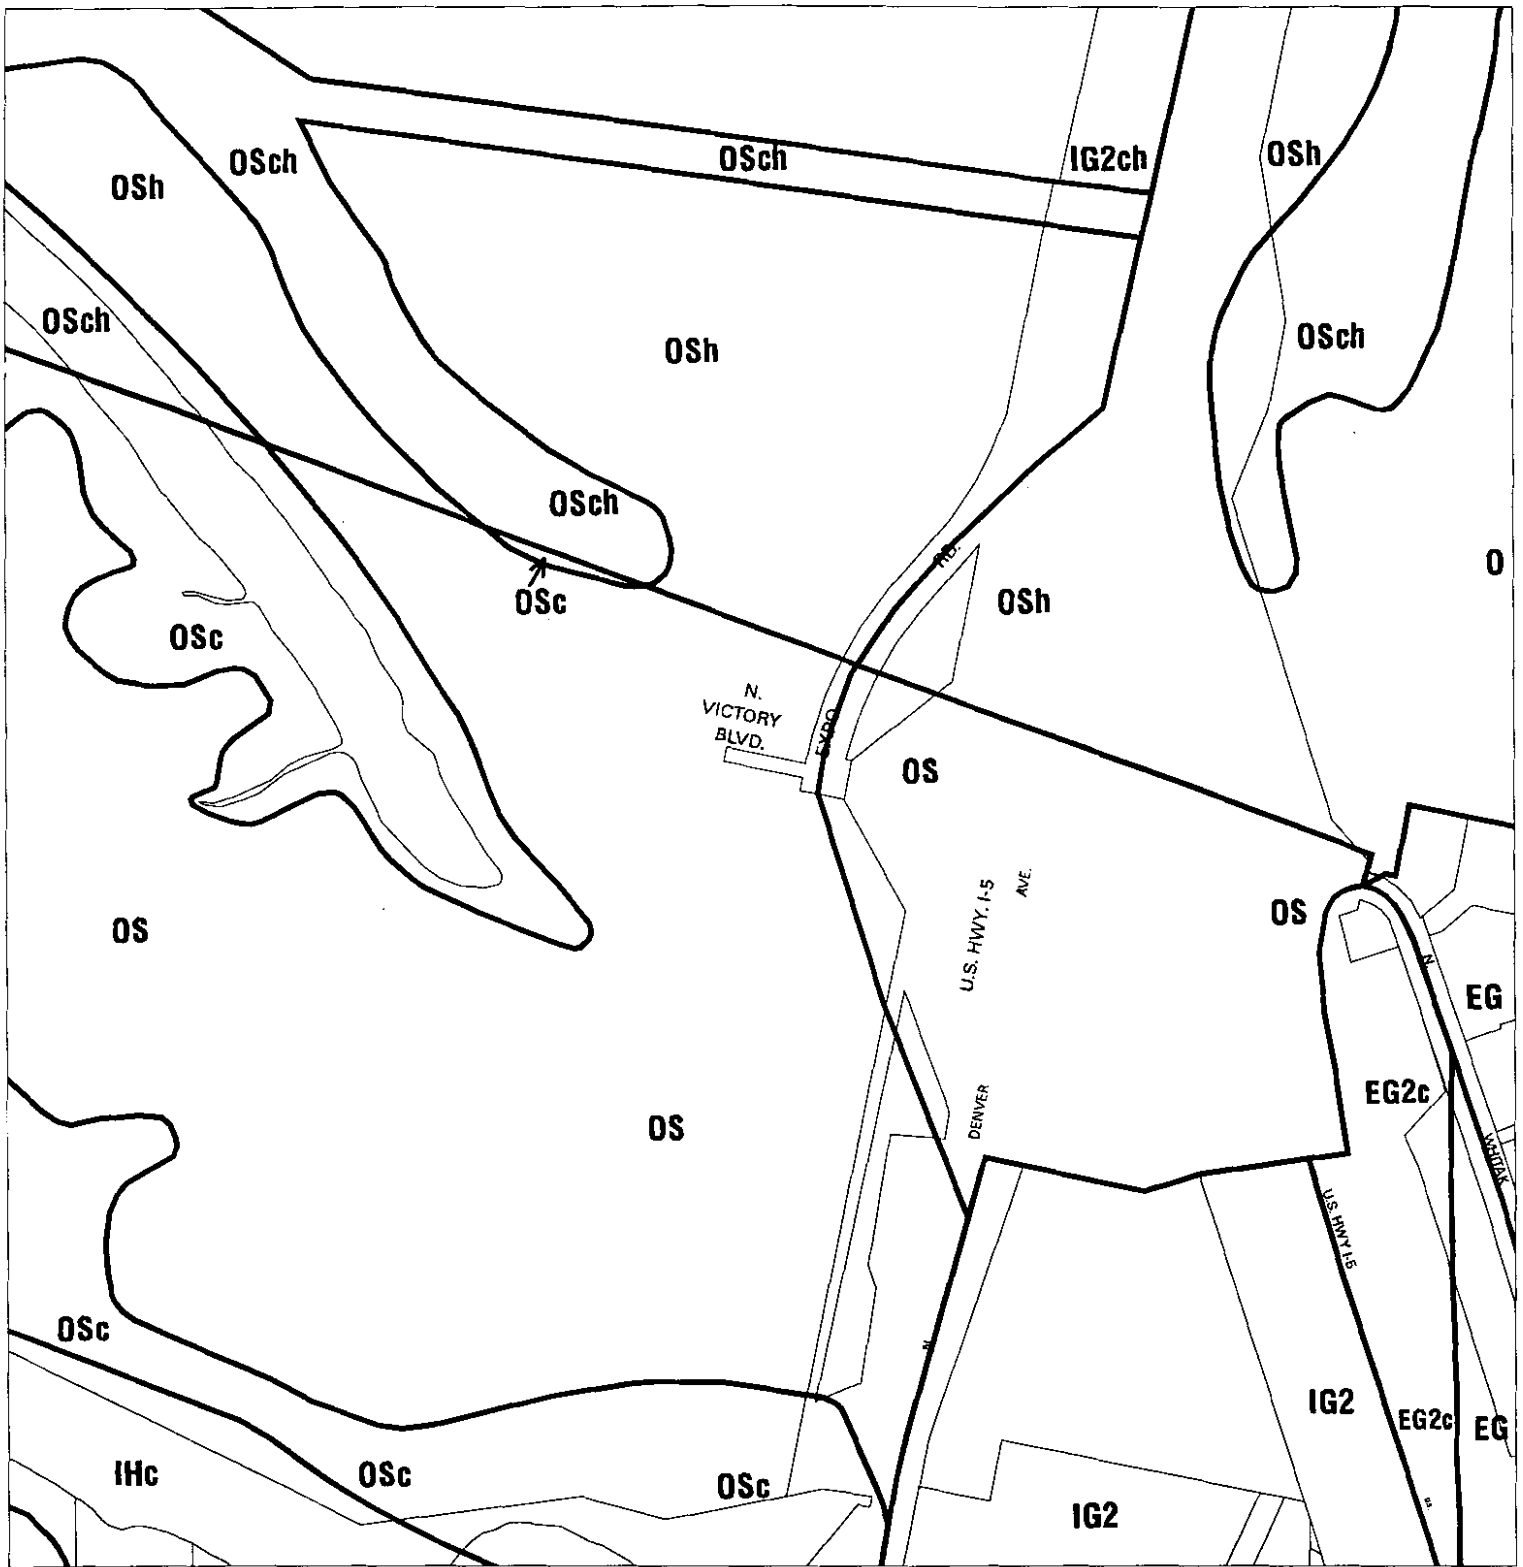 OSch
OSch
IG2ch
OSh
OSh
OSch
OSh
OSch
OSch
RD.
O
OSc
OSh
OSc
N.
VICTORY
BLVD.
EXPO
OS
U.S. HWY. I-5
AVE.
OS
OS
N
EG
EG2c
DENVER
OS
WHITAK
U.S. HWY I-5
OSc
N.
IG2
EG2c
EG
IHc
OSc
OSc
IG2